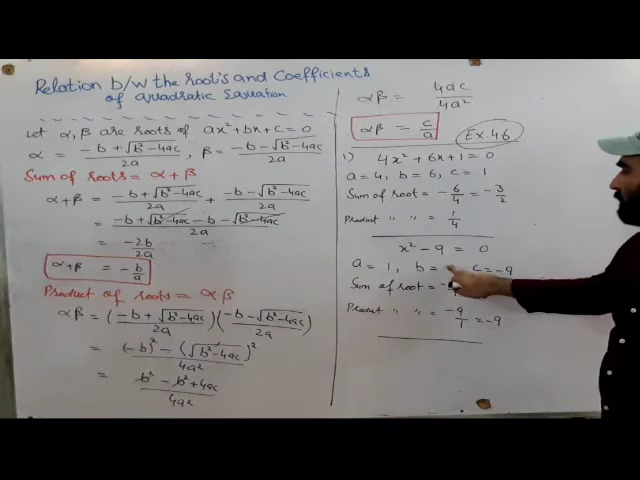 Relation b/w the roots and Coefficients
of quadratic Equation
Let α, β are roots of ax² + bx + c = 0
α = -b + √b² - 4ac / 2a , β = -b - √b² - 4ac / 2a
Sum of roots = α + β
α + β = -b + √b² - 4ac / 2a + -b - √b² - 4ac / 2a
= -b + √b² - 4ac - b - √b² - 4ac / 2a
= -2b / 2a
α + β = -b/a
Product of roots = αβ
αβ = (-b + √b² - 4ac / 2a)(-b - √b² - 4ac / 2a)
= (-b)² - (√b² - 4ac)² / 4a²
= b² - b² + 4ac / 4a²
αβ = 4ac / 4a²
αβ = c/a
Ex 4.6
1) 4x² + 6x + 1 = 0
a = 4, b = 6, c = 1
Sum of root = -6/4 = -3/2
Product " " = 1/4
x² - 9 = 0
a = 1, b = c = -9
Sum of root = -
Product " " = -9/1 = -9